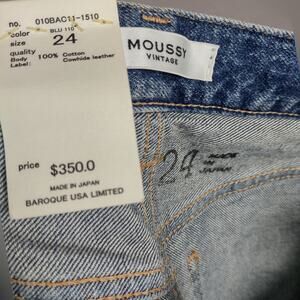 no. 010BAC11-1510
color BLU 110
size 24
quality
Body 100% Cotton
Label: Cowhide leather
price $350.0
MADE IN JAPAN
BAROQUE USA LIMITED
MOUSSY
VINTAGE
24 MADE
IN
JAPAN